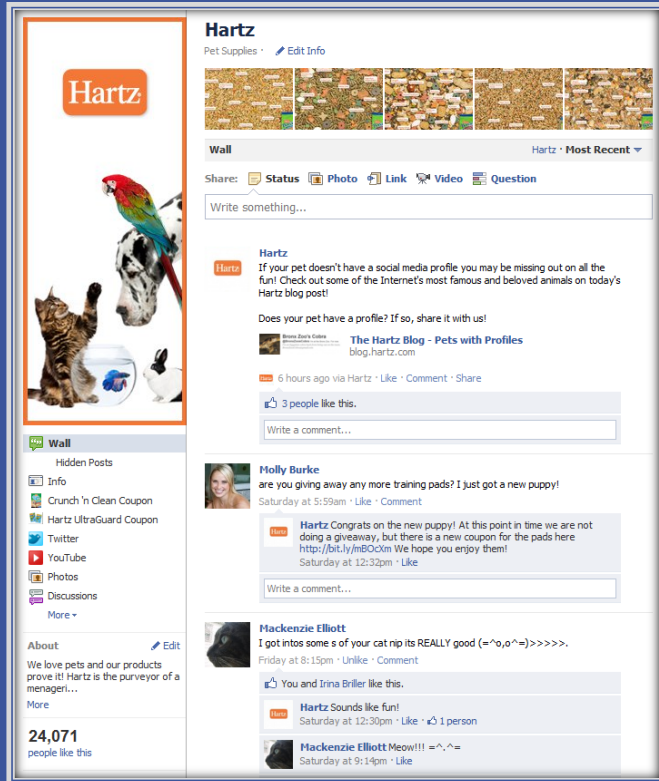 Hartz
Hartz
Pet Supplies · Edit Info
Wall
Hartz · Most Recent
Share: Status Photo Link Video Question
Write something...
Hartz
Hartz
If your pet doesn't have a social media profile you may be missing out on all the
fun! Check out some of the Internet's most famous and beloved animals on today's
Hartz blog post!
Does your pet have a profile? If so, share it with us!
Bronx Zoo's Cobra
The Hartz Blog - Pets with Profiles
blog.hartz.com
6 hours ago via Hartz · Like · Comment · Share
3 people like this.
Write a comment...
Molly Burke
are you giving away any more training pads? I just got a new puppy!
Saturday at 5:59am · Like · Comment
Hartz
Hartz Congrats on the new puppy! At this point in time we are not
doing a giveaway, but there is a new coupon for the pads here
http://bit.ly/mBOcXm We hope you enjoy them!
Saturday at 12:32pm · Like
Write a comment...
Mackenzie Elliott
I got intos some s of your cat nip its REALLY good (=^o,o^=)>>>>>.
Friday at 8:15pm · Unlike · Comment
You and Irina Briller like this.
Hartz
Hartz Sounds like fun!
Saturday at 12:30pm · Like · 1 person
Mackenzie Elliott Meow!!! =^.^=
Saturday at 9:14pm · Like
Wall
Hidden Posts
Info
Crunch 'n Clean Coupon
Hartz UltraGuard Coupon
Twitter
YouTube
Photos
Discussions
More
About Edit
We love pets and our products
prove it! Hartz is the purveyor of a
menageri...
More
24,071
people like this